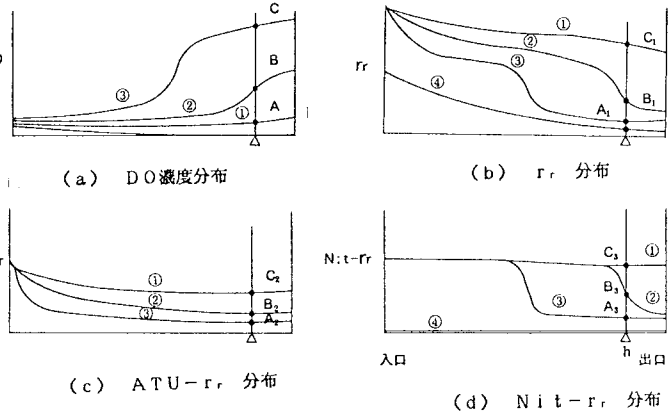 C
B
③
②
①
A
(a) DO濃度分布
rr
①
②
③
④
C1
B1
A1
(b) rr 分布
r
①
②
③
C2
B2
A2
(c) ATU-rr 分布
Nit-rr
C3
①
B3
②
③
A3
④
h
入口
出口
(d) Nit-rr 分布